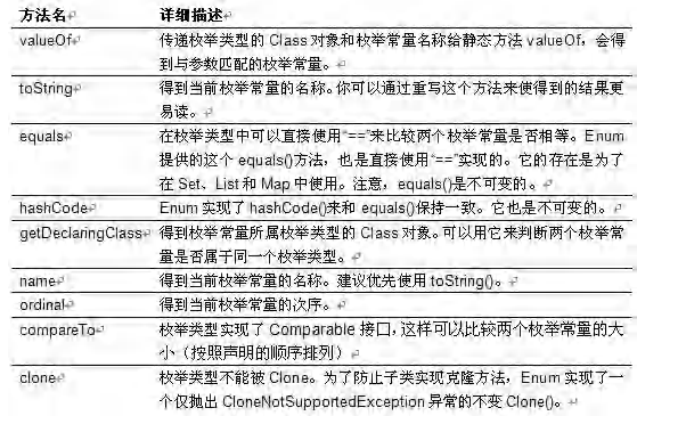 方法名 详细描述
valueOf 传递枚举类型的 Class 对象和枚举常量名称给静态方法 valueOf，会得
到与参数匹配的枚举常量。
toString 得到当前枚举常量的名称。你可以通过重写这个方法来使得到的结果更
易读。
equals 在枚举类型中可以直接使用“==”来比较两个枚举常量是否相等。Enum
提供的这个 equals()方法，也是直接使用“==”实现的。它的存在是为了
在 Set、List 和 Map 中使用。注意，equals()是不可变的。
hashCode Enum 实现了 hashCode()来和 equals()保持一致。它也是不可变的。
getDeclaringClass 得到枚举常量所属枚举类型的 Class 对象。可以用它来判断两个枚举常
量是否属于同一个枚举类型。
name 得到当前枚举常量的名称。建议优先使用 toString()。
ordinal 得到当前枚举常量的次序。
compareTo 枚举类型实现了 Comparable 接口，这样可以比较两个枚举常量的大
小（按照声明的顺序排列）
clone 枚举类型不能被 Clone。为了防止子类实现克隆方法，Enum 实现了一
个仅抛出 CloneNotSupportedException 异常的不变 Clone()。